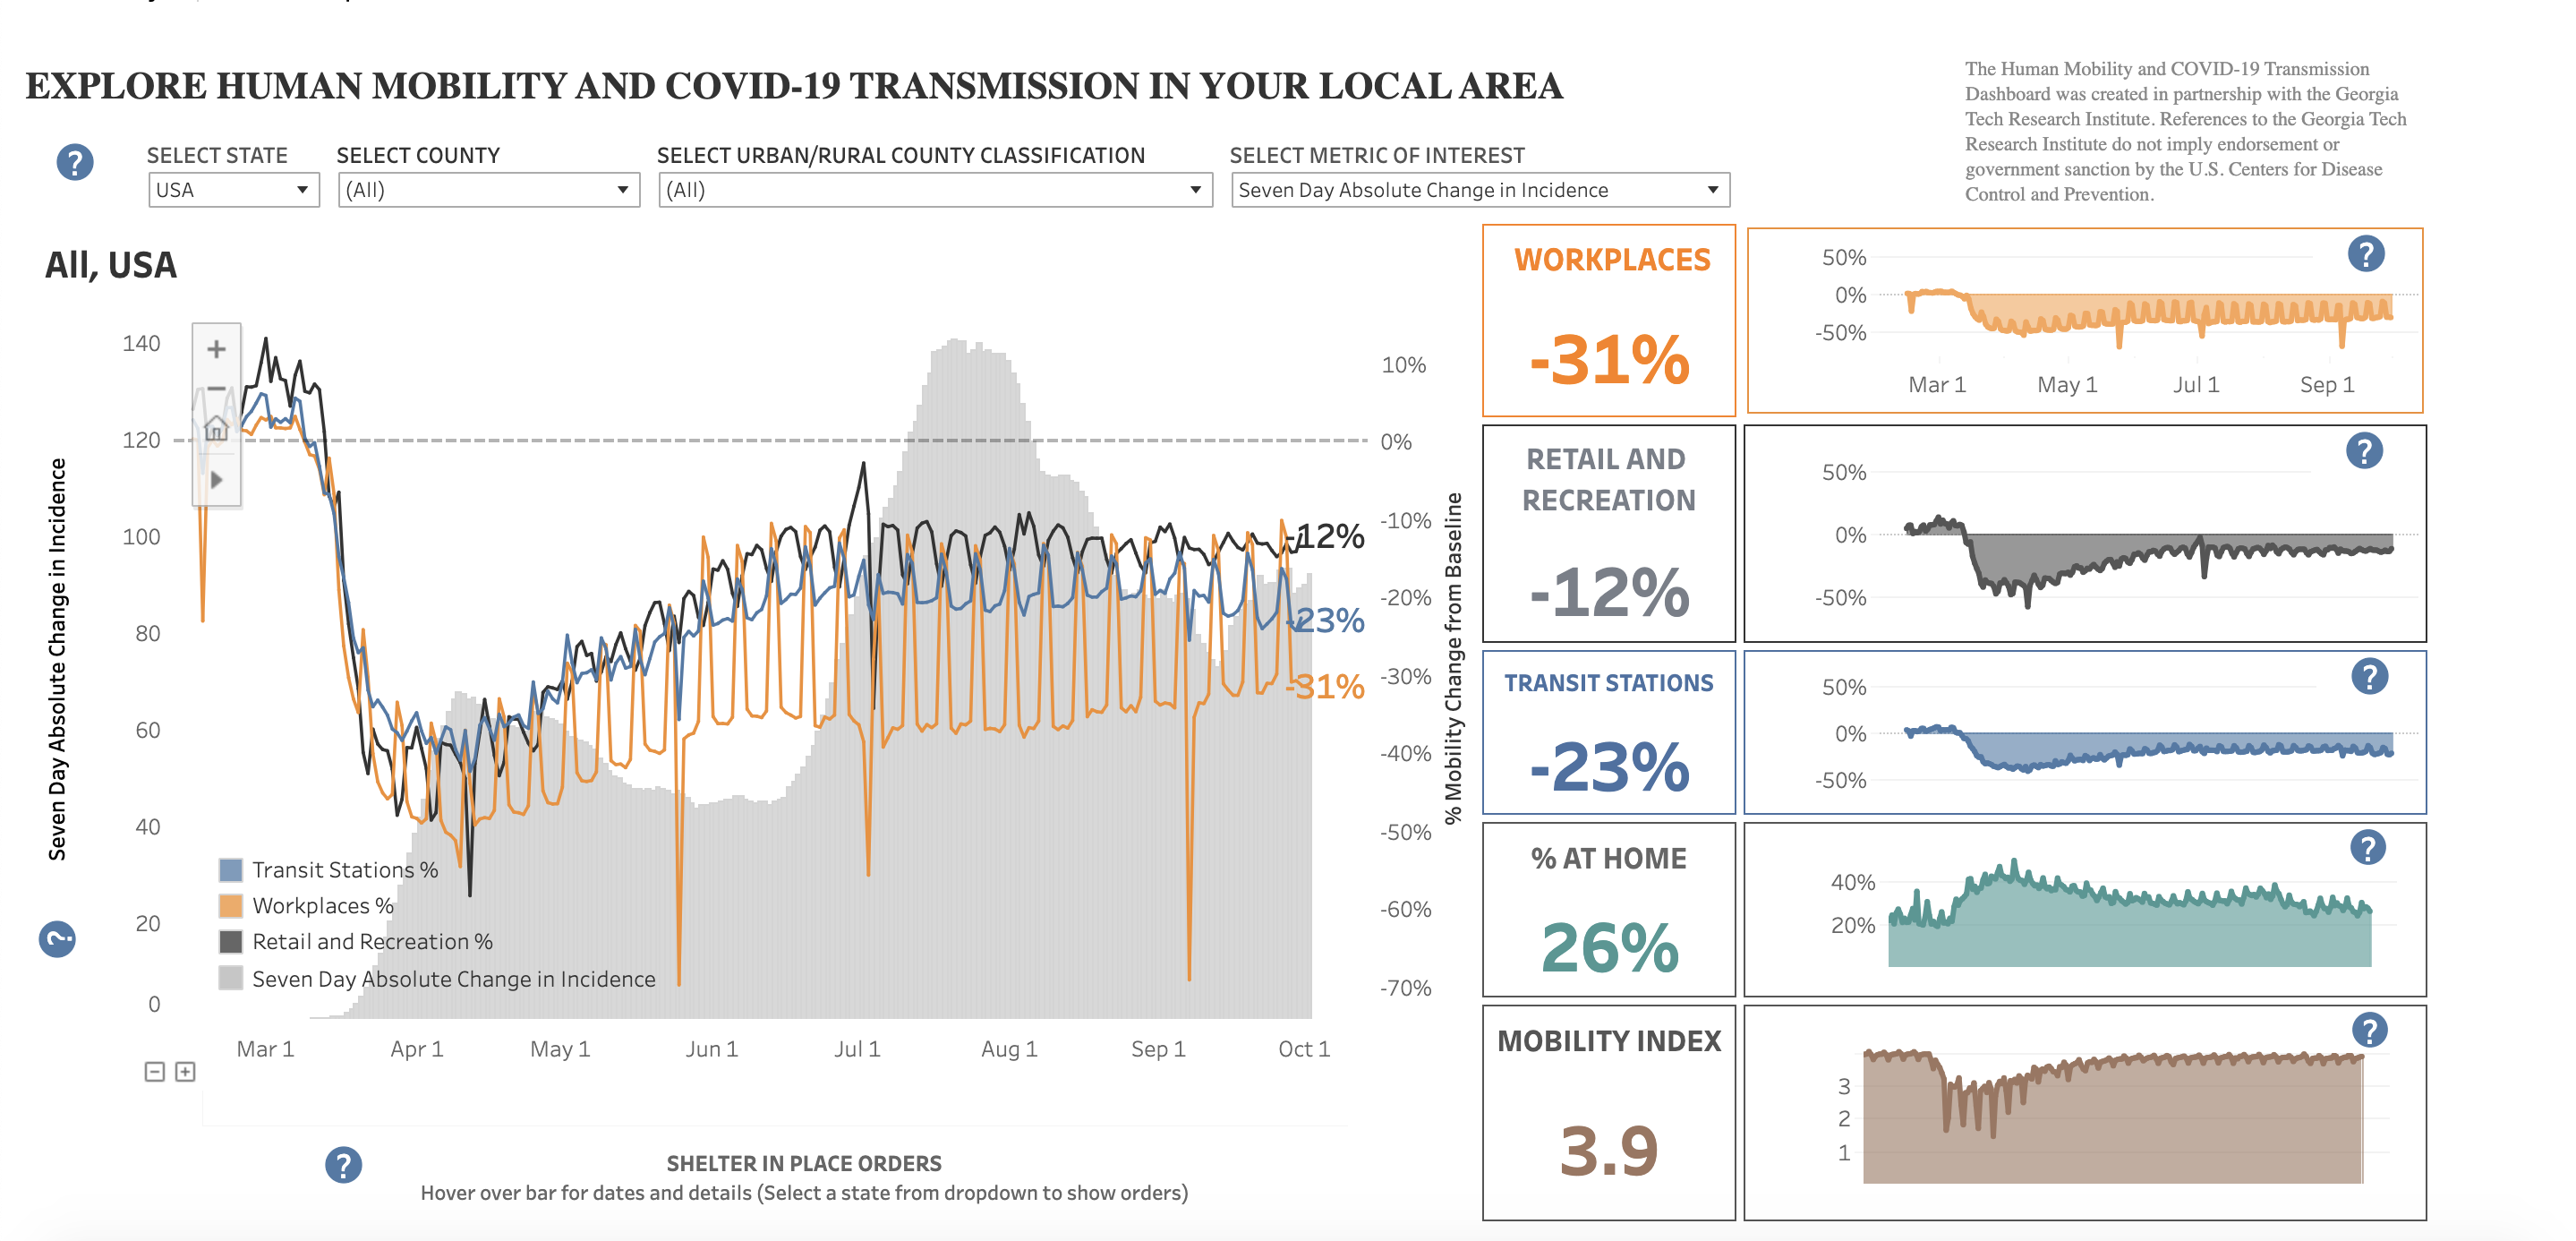 EXPLORE HUMAN MOBILITY AND COVID-19 TRANSMISSION IN YOUR LOCAL AREA
The Human Mobility and COVID-19 Transmission
Dashboard was created in partnership with the Georgia
Tech Research Institute. References to the Georgia Tech
Research Institute do not imply endorsement or
government sanction by the U.S. Centers for Disease
Control and Prevention.
?
SELECT STATE
USA
SELECT COUNTY
(All)
SELECT URBAN/RURAL COUNTY CLASSIFICATION
(All)
SELECT METRIC OF INTEREST
Seven Day Absolute Change in Incidence
All, USA
Seven Day Absolute Change in Incidence
140
120
100
80
60
40
20
0
?
10%
0%
-10%
-20%
-30%
-40%
-50%
-60%
-70%
% Mobility Change from Baseline
-12%
-23%
-31%
Transit Stations %
Workplaces %
Retail and Recreation %
Seven Day Absolute Change in Incidence
Mar 1
Apr 1
May 1
Jun 1
Jul 1
Aug 1
Sep 1
Oct 1
?
SHELTER IN PLACE ORDERS
Hover over bar for dates and details (Select a state from dropdown to show orders)
WORKPLACES
-31%
?
50%
0%
-50%
Mar 1
May 1
Jul 1
Sep 1
RETAIL AND
RECREATION
-12%
?
50%
0%
-50%
TRANSIT STATIONS
-23%
?
50%
0%
-50%
% AT HOME
26%
?
40%
20%
MOBILITY INDEX
3.9
?
3
2
1